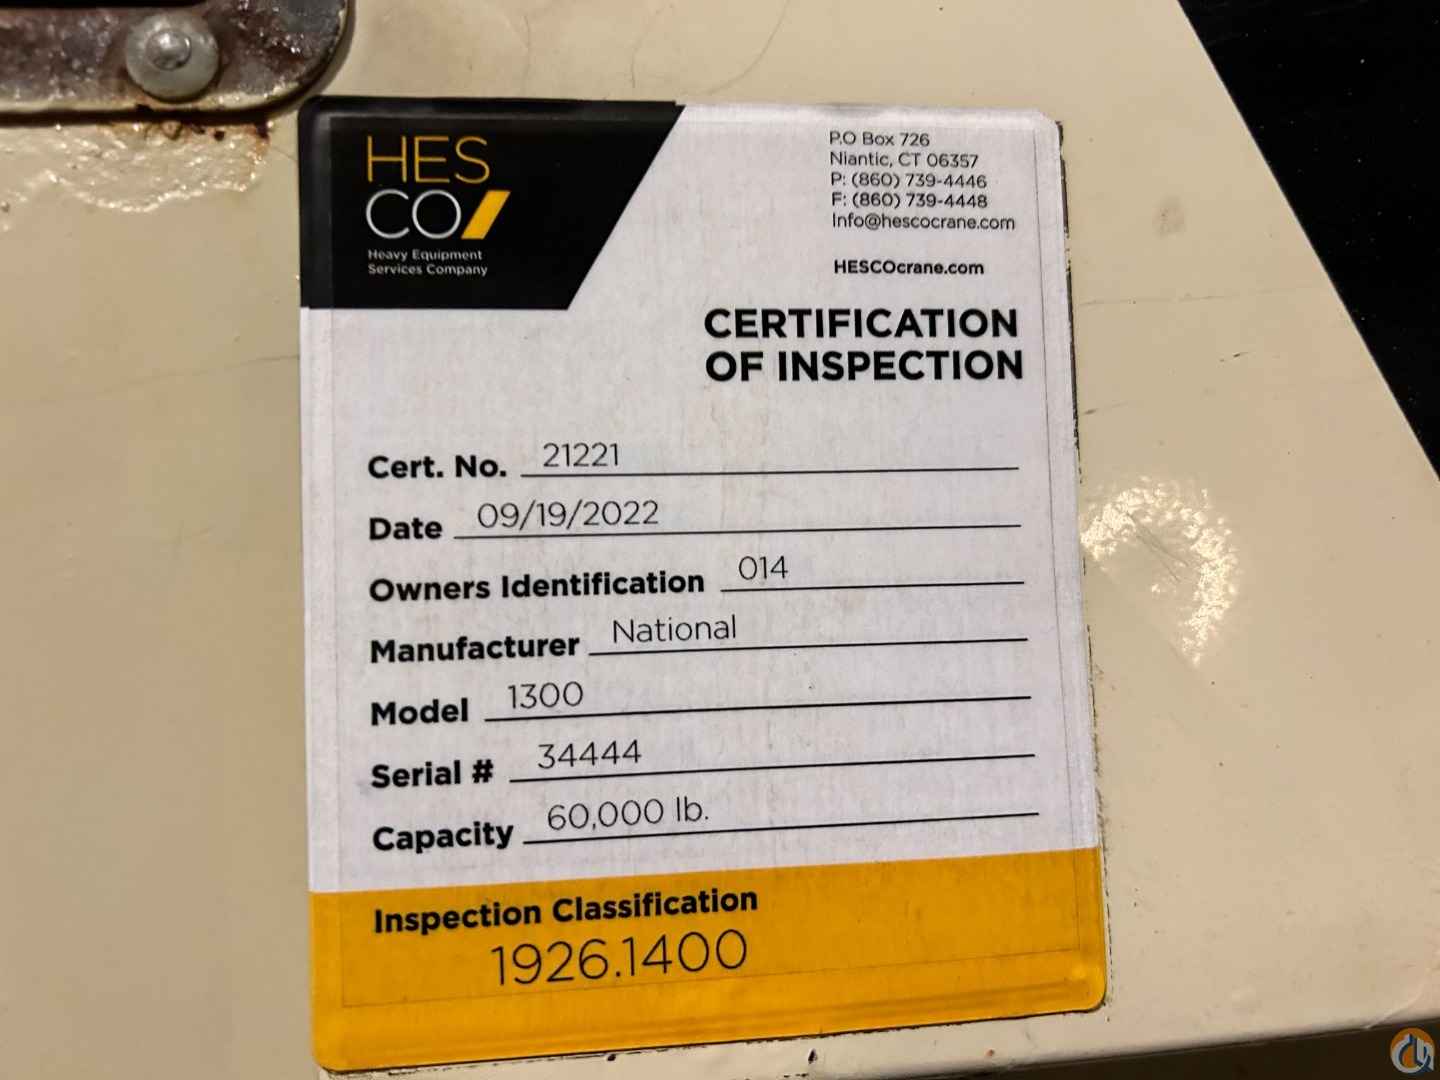 HES
CO
Heavy Equipment
Services Company
P.O Box 726
Niantic, CT 06357
P: (860) 739-4446
F: (860) 739-4448
Info@hescocrane.com
HESCOcrane.com
CERTIFICATION
OF INSPECTION
Cert. No. 21221
Date 09/19/2022
Owners Identification 014
Manufacturer National
Model 1300
Serial # 34444
Capacity 60,000 lb.
Inspection Classification
1926.1400